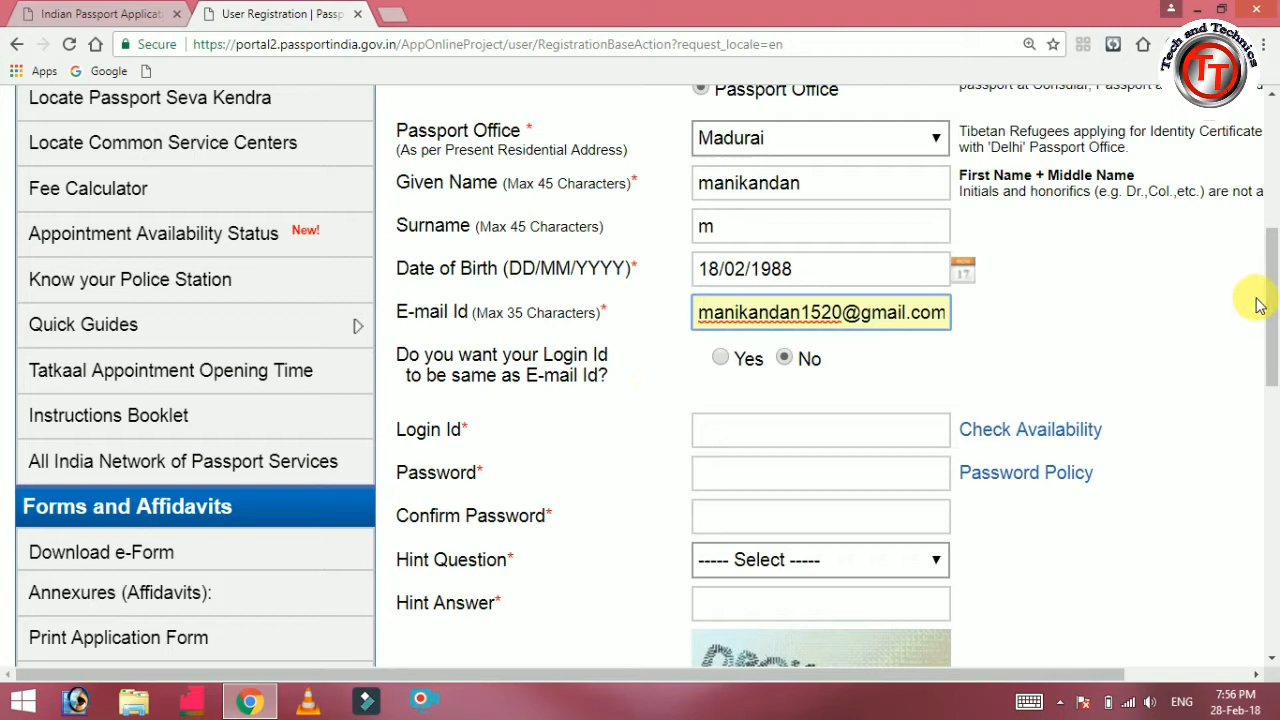 Indian Passport Applicat
User Registration | Passp
Secure
https://portal2.passportindia.gov.in/AppOnlineProject/user/RegistrationBaseAction?request_locale=en
Apps
Google
Tech and Technics
TT
Locate Passport Seva Kendra
Locate Common Service Centers
Fee Calculator
Appointment Availability Status New!
Know your Police Station
Quick Guides
Tatkaal Appointment Opening Time
Instructions Booklet
All India Network of Passport Services
Forms and Affidavits
Download e-Form
Annexures (Affidavits):
Print Application Form
Passport Office
Passport Office * Madurai
(As per Present Residential Address)
Tibetan Refugees applying for Identity Certificate
with 'Delhi' Passport Office.
Given Name (Max 45 Characters)* manikandan
First Name + Middle Name
Initials and honorifics (e.g. Dr.,Col.,etc.) are not a
Surname (Max 45 Characters) m
Date of Birth (DD/MM/YYYY)* 18/02/1988
17
E-mail Id (Max 35 Characters)* manikandan1520@gmail.com
Do you want your Login Id
to be same as E-mail Id?
Yes No
Login Id* Check Availability
Password* Password Policy
Confirm Password*
Hint Question* ----- Select -----
Hint Answer*
ENG
7:56 PM
28-Feb-18